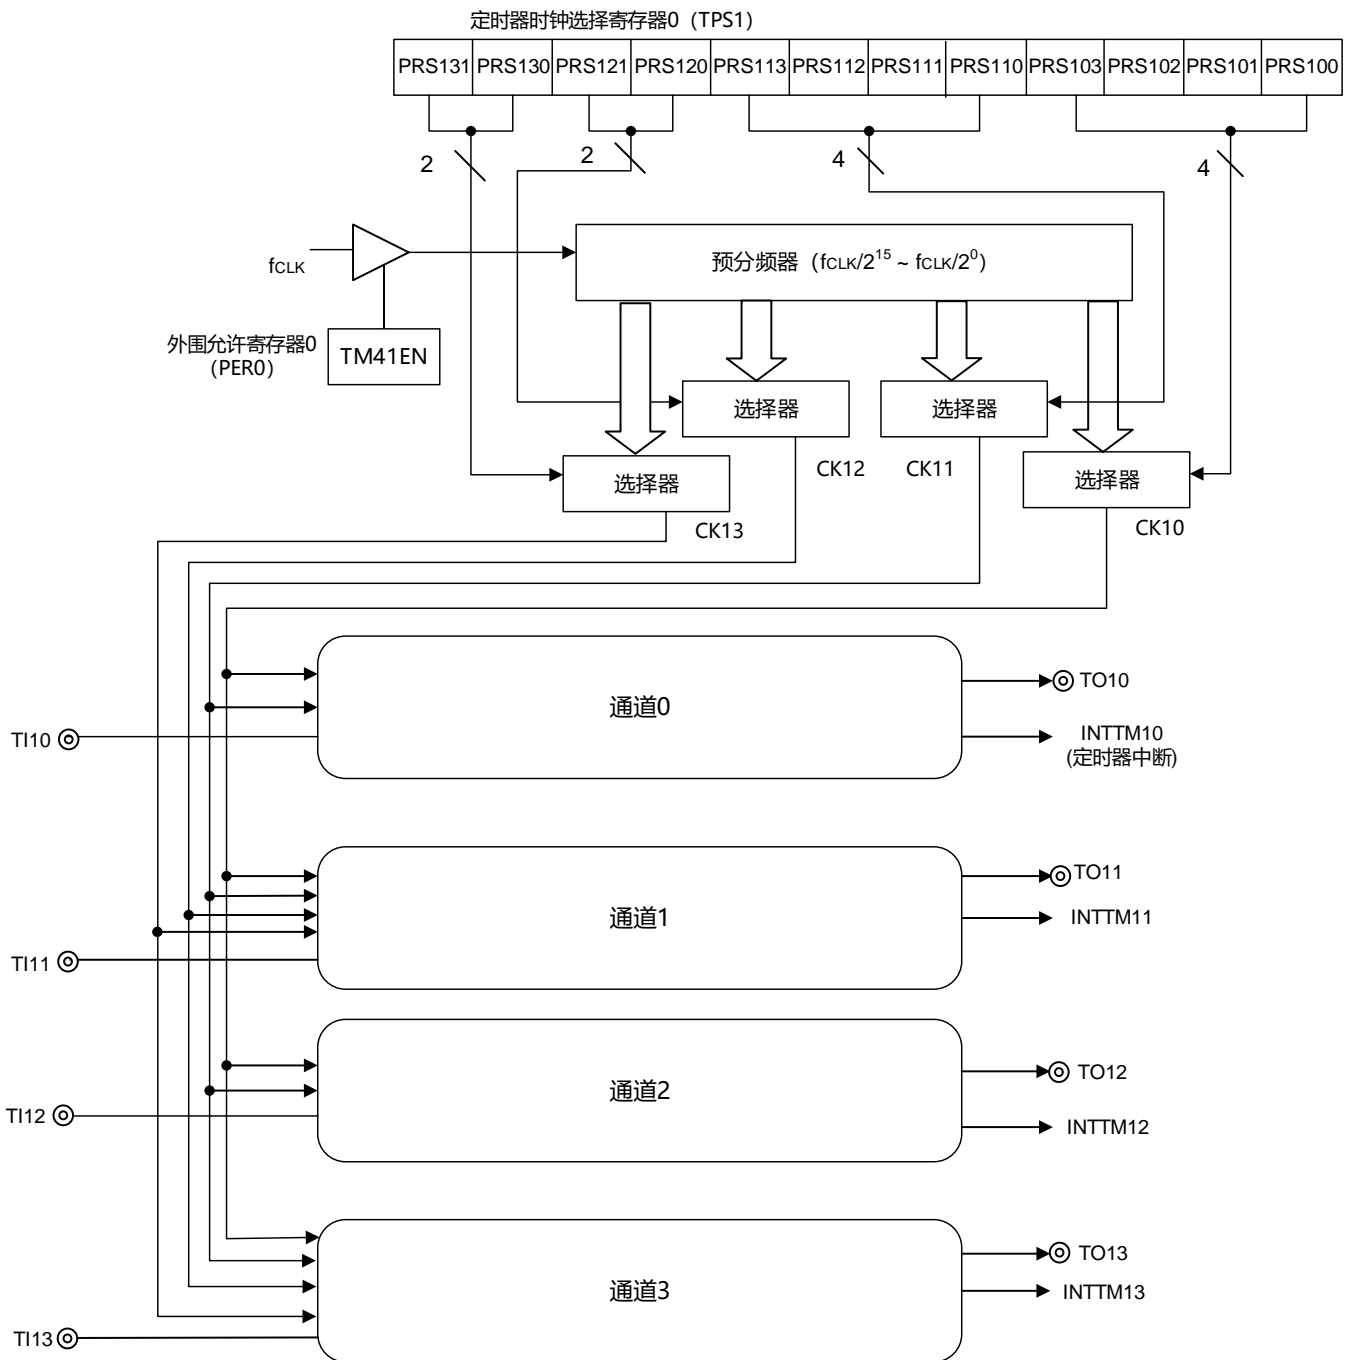 定时器时钟选择寄存器0（TPS1）
PRS131 PRS130 PRS121 PRS120 PRS113 PRS112 PRS111 PRS110 PRS103 PRS102 PRS101 PRS100
2
2
4
4
fCLK
预分频器（fCLK/2^15 ~ fCLK/2^0）
外围允许寄存器0
（PER0）
TM41EN
选择器
选择器
选择器
选择器
CK12
CK11
CK13
CK10
通道0
TO10
TI10
INTTM10
(定时器中断)
通道1
TO11
INTTM11
TI11
通道2
TO12
TI12
INTTM12
通道3
TO13
INTTM13
TI13